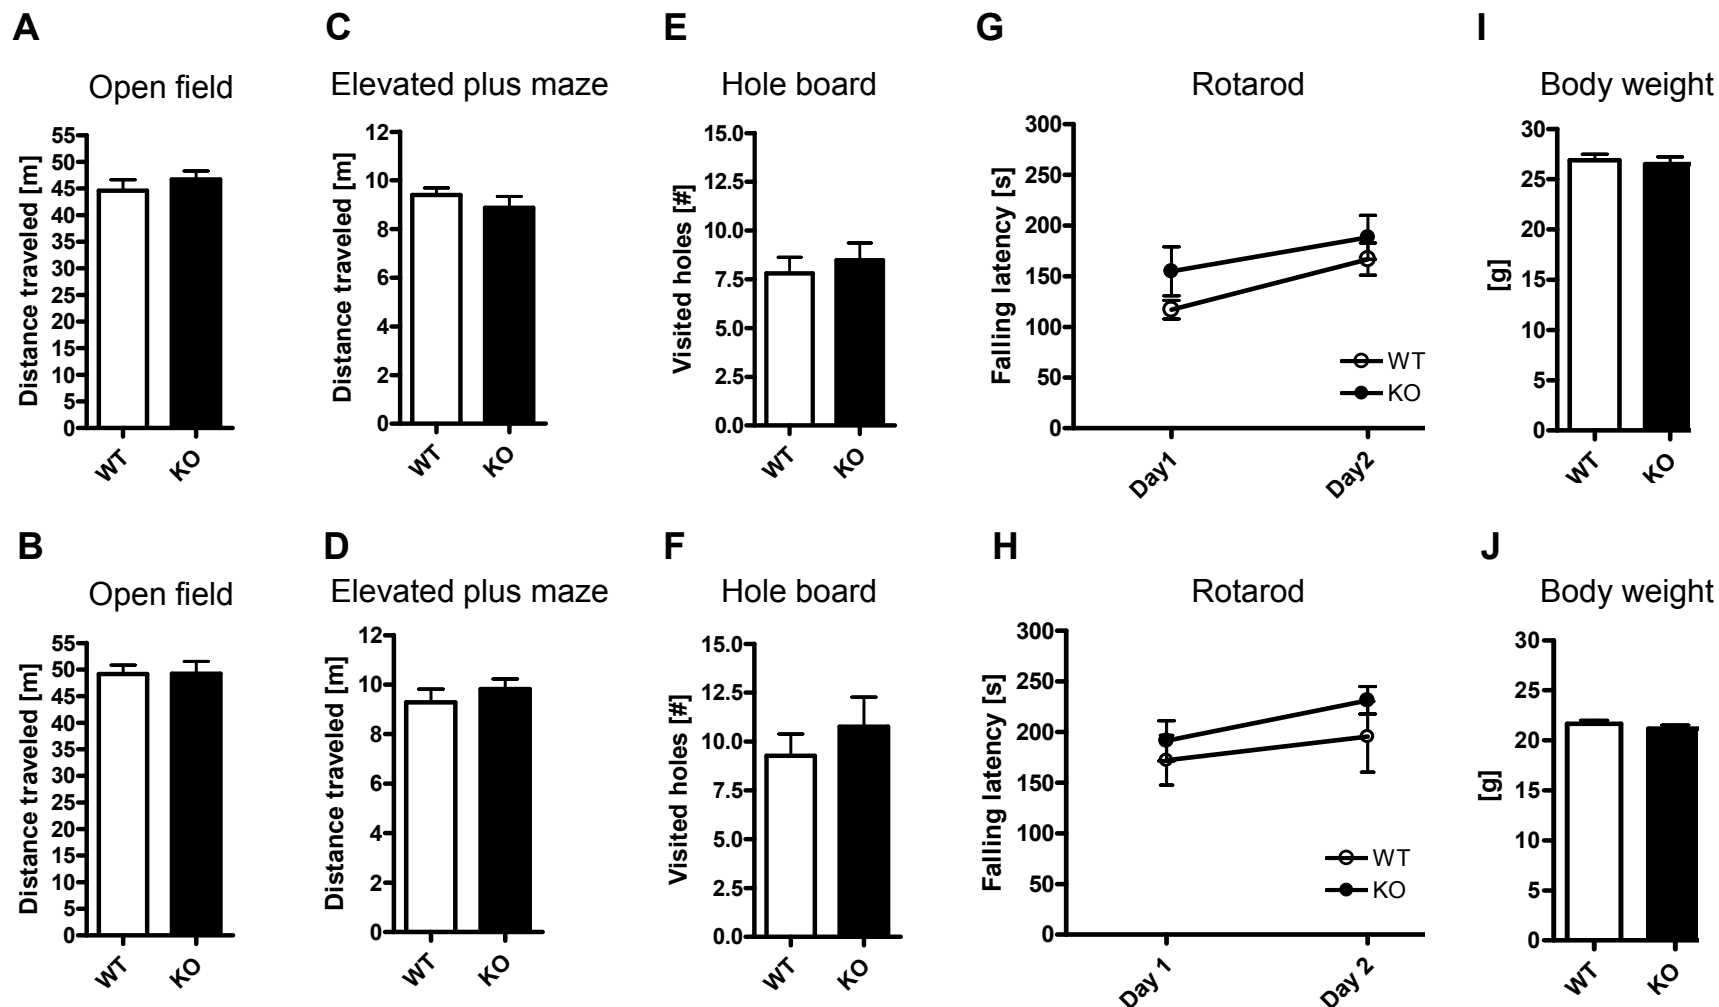 A
Open field
Distance traveled [m]
55
50
45
40
35
30
25
20
15
10
5
0
WT
KO
C
Elevated plus maze
Distance traveled [m]
12
10
8
6
4
2
0
WT
KO
E
Hole board
Visited holes [#]
15.0
12.5
10.0
7.5
5.0
2.5
0.0
WT
KO
G
Rotarod
Falling latency [s]
300
250
200
150
100
50
0
WT
KO
Day1
Day2
I
Body weight
[g]
30
25
20
15
10
5
0
WT
KO
B
Open field
Distance traveled [m]
55
50
45
40
35
30
25
20
15
10
5
0
WT
KO
D
Elevated plus maze
Distance traveled [m]
12
10
8
6
4
2
0
WT
KO
F
Hole board
Visited holes [#]
15.0
12.5
10.0
7.5
5.0
2.5
0.0
WT
KO
H
Rotarod
Falling latency [s]
300
250
200
150
100
50
0
WT
KO
Day 1
Day 2
J
Body weight
[g]
30
25
20
15
10
5
0
WT
KO